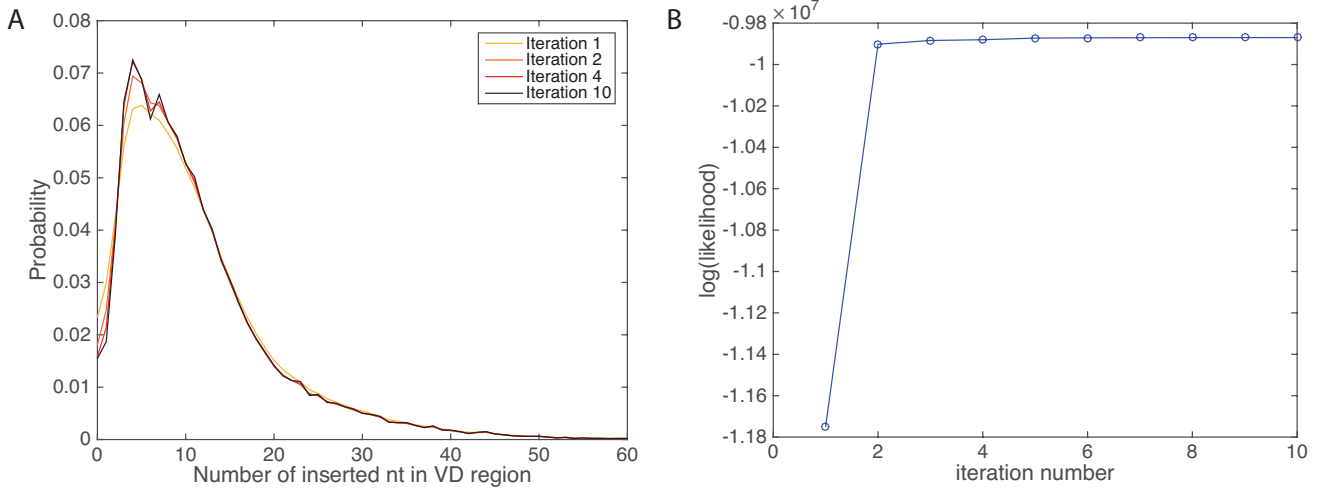 A
0.08
0.07
0.06
0.05
0.04
0.03
0.02
0.01
0
Probability
0 10 20 30 40 50 60
Number of inserted nt in VD region
Iteration 1
Iteration 2
Iteration 4
Iteration 10
B
×10⁷
-0.98
-1
-1.02
-1.04
-1.06
-1.08
-1.1
-1.12
-1.14
-1.16
-1.18
log(likelihood)
0 2 4 6 8 10
iteration number